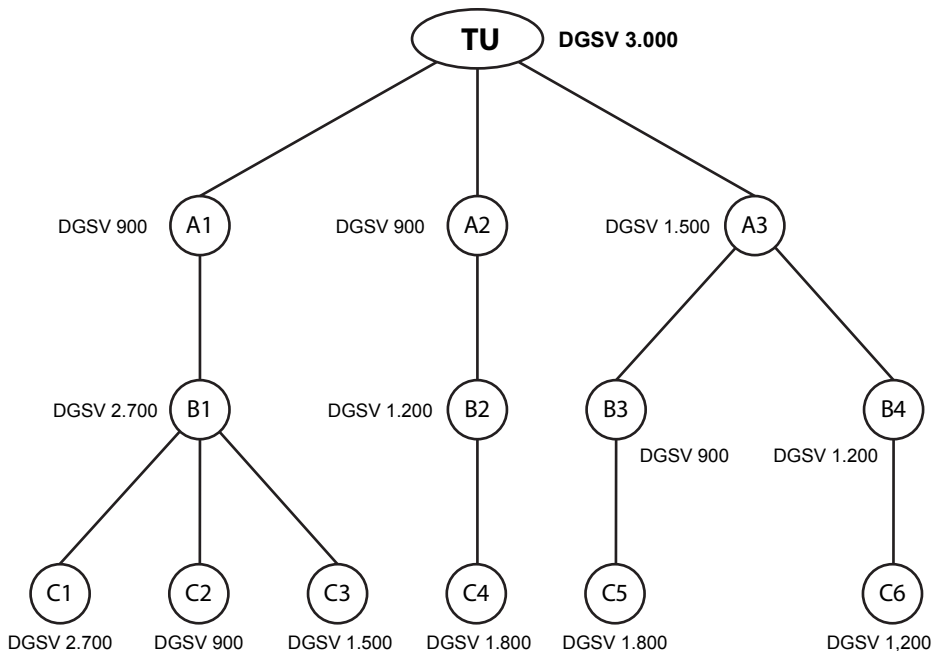 TU DGSV 3.000
DGSV 900 A1 DGSV 900 A2 DGSV 1.500 A3
DGSV 2.700 B1 DGSV 1.200 B2 B3 B4
DGSV 900 DGSV 1.200
C1 C2 C3 C4 C5 C6
DGSV 2.700 DGSV 900 DGSV 1.500 DGSV 1.800 DGSV 1.800 DGSV 1,200